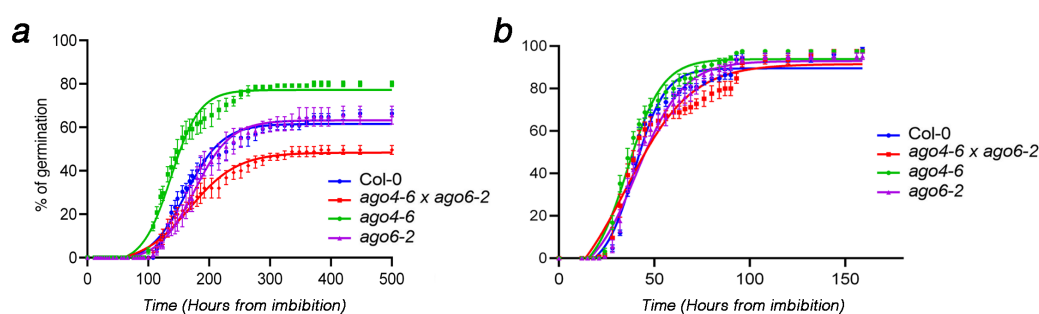 a
b
100
80
60
40
20
0
% of germination
0
100
200
300
400
500
Time (Hours from imbibition)
Col-0
ago4-6 x ago6-2
ago4-6
ago6-2
100
80
60
40
20
0
0
50
100
150
Time (Hours from imbibition)
Col-0
ago4-6 x ago6-2
ago4-6
ago6-2